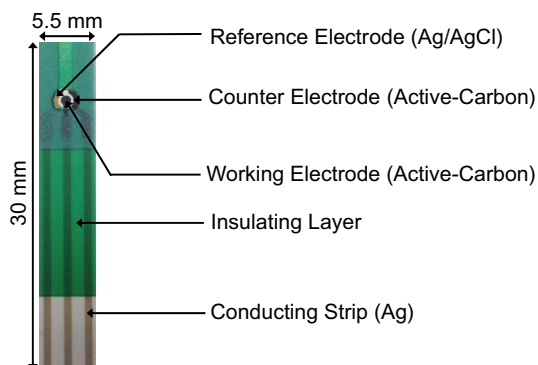 5.5 mm
Reference Electrode (Ag/AgCl)
Counter Electrode (Active-Carbon)
Working Electrode (Active-Carbon)
30 mm
Insulating Layer
Conducting Strip (Ag)